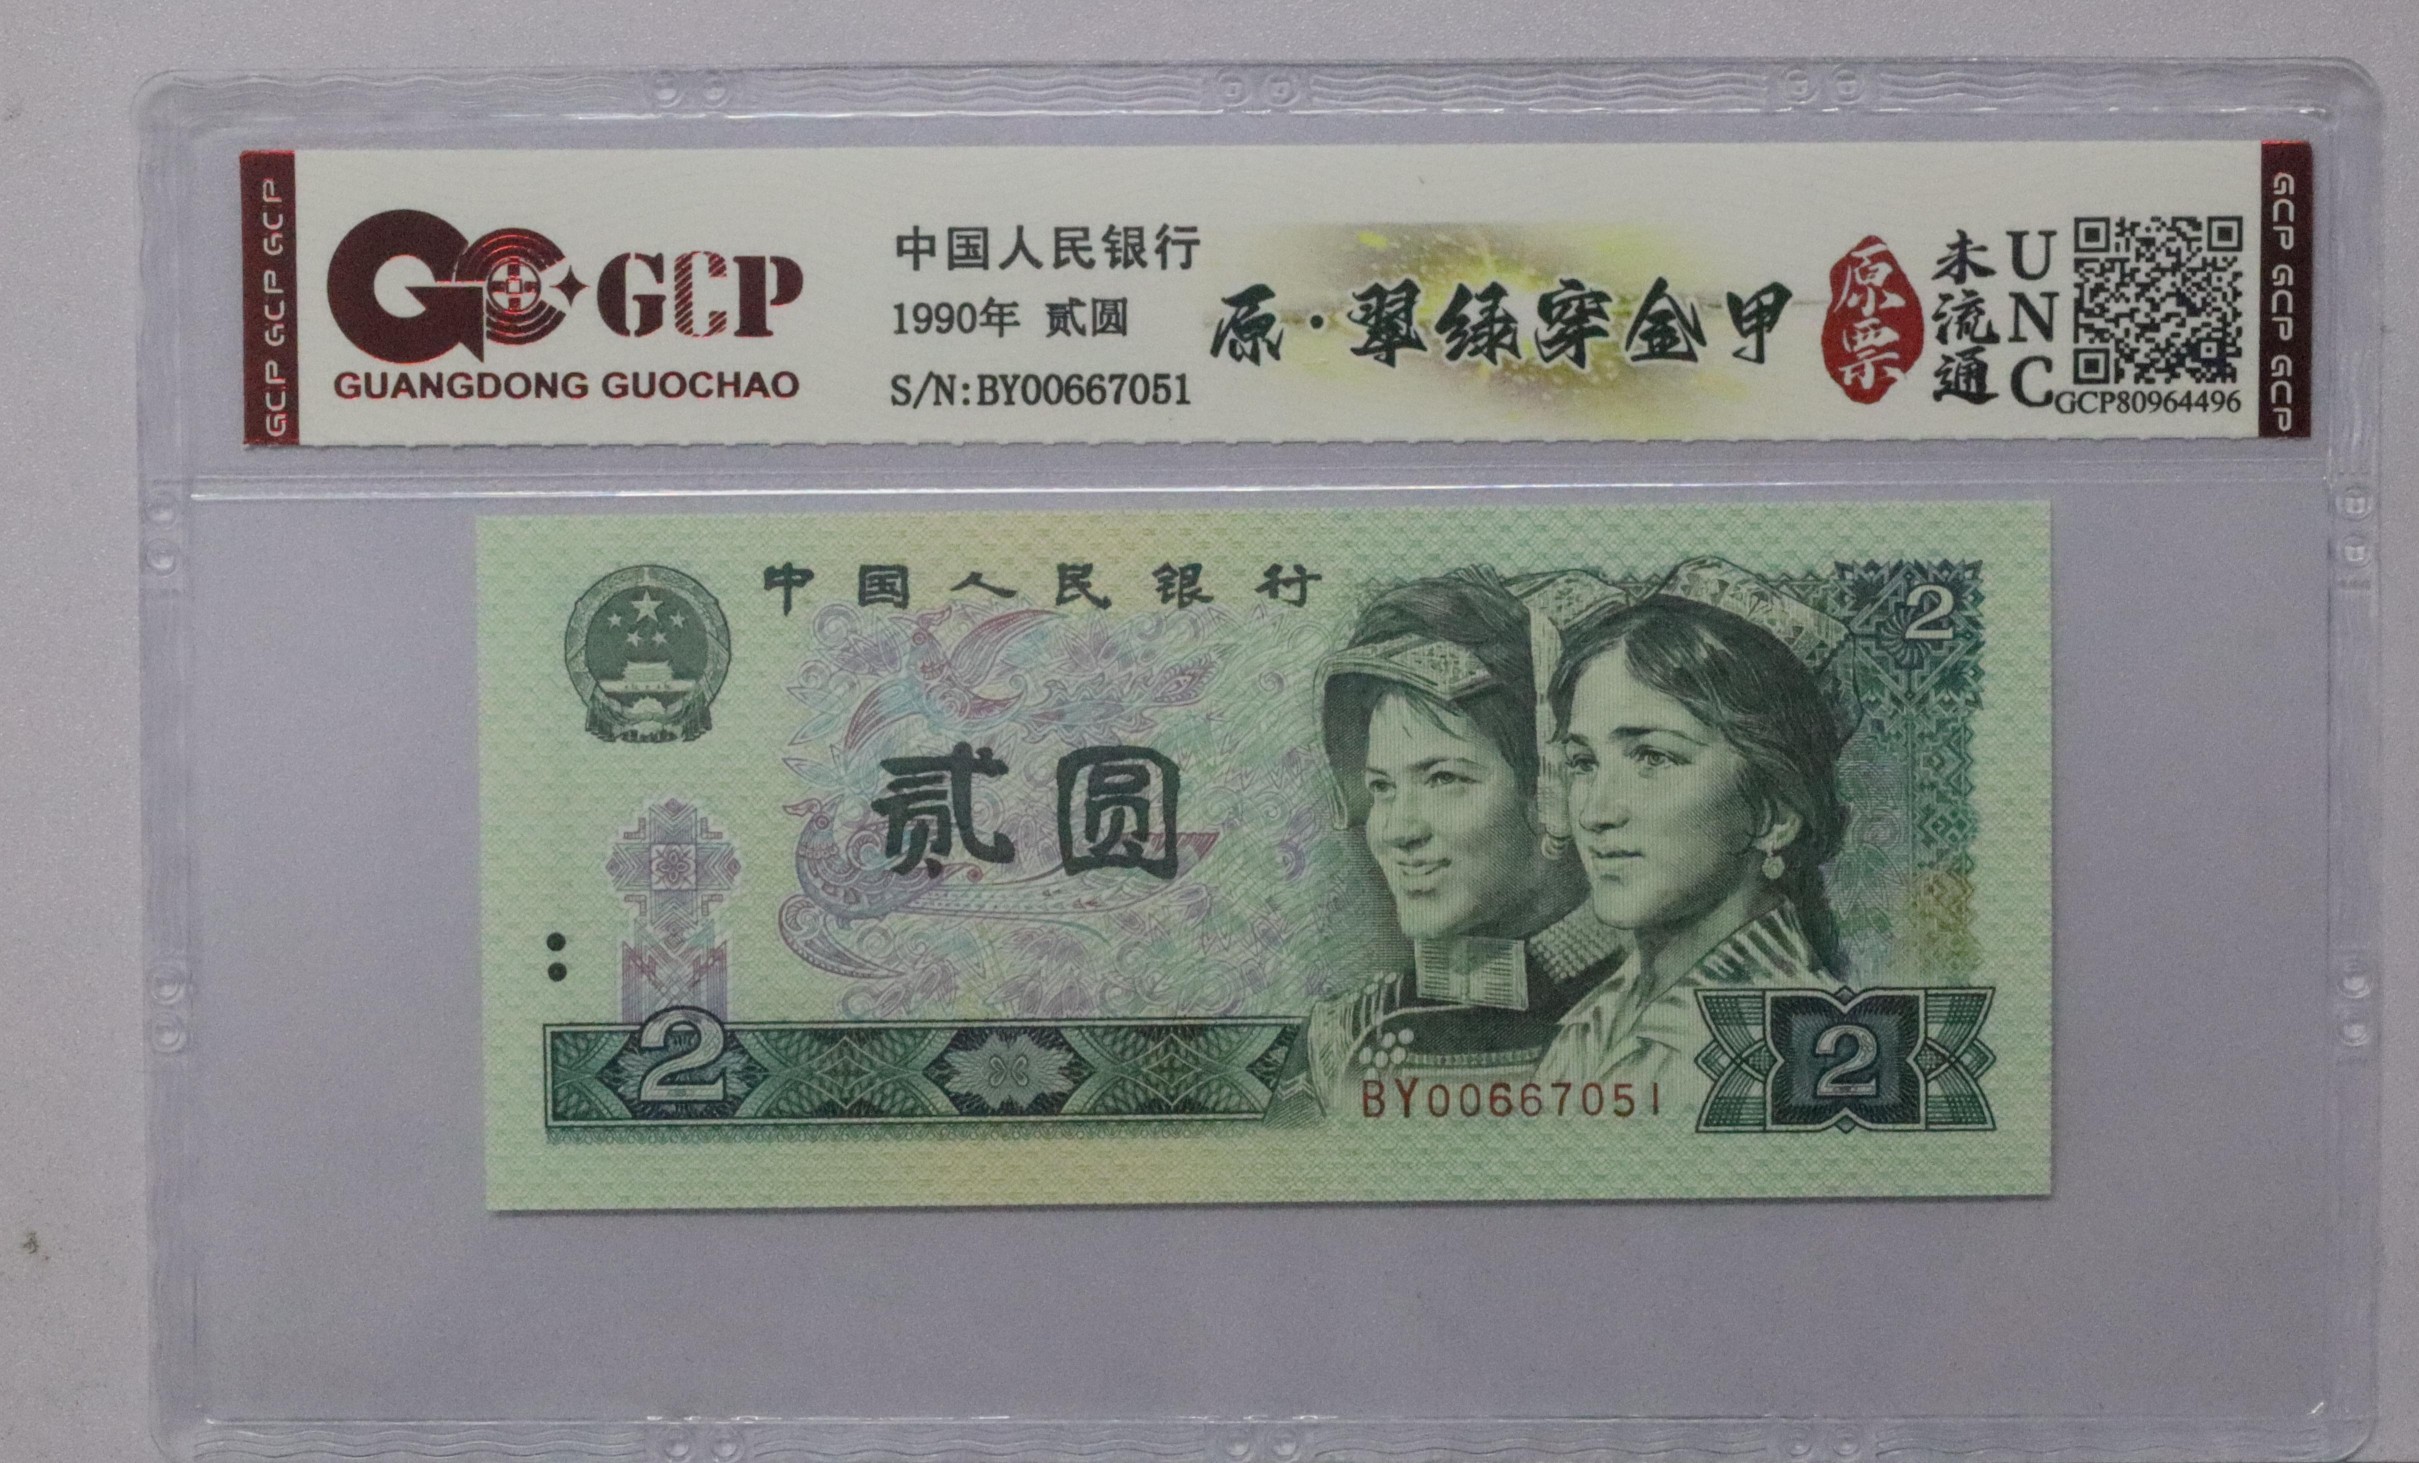 GCP GCP GCP
GCP
GUANGDONG GUOCHAO
中国人民银行
1990年 贰圆
S/N:BY00667051
原·翠绿穿金甲
原票
未流通
UNC
GCP80964496
GCP GCP GCP
中国人民银行
2
贰圆
2
BY00667051
2